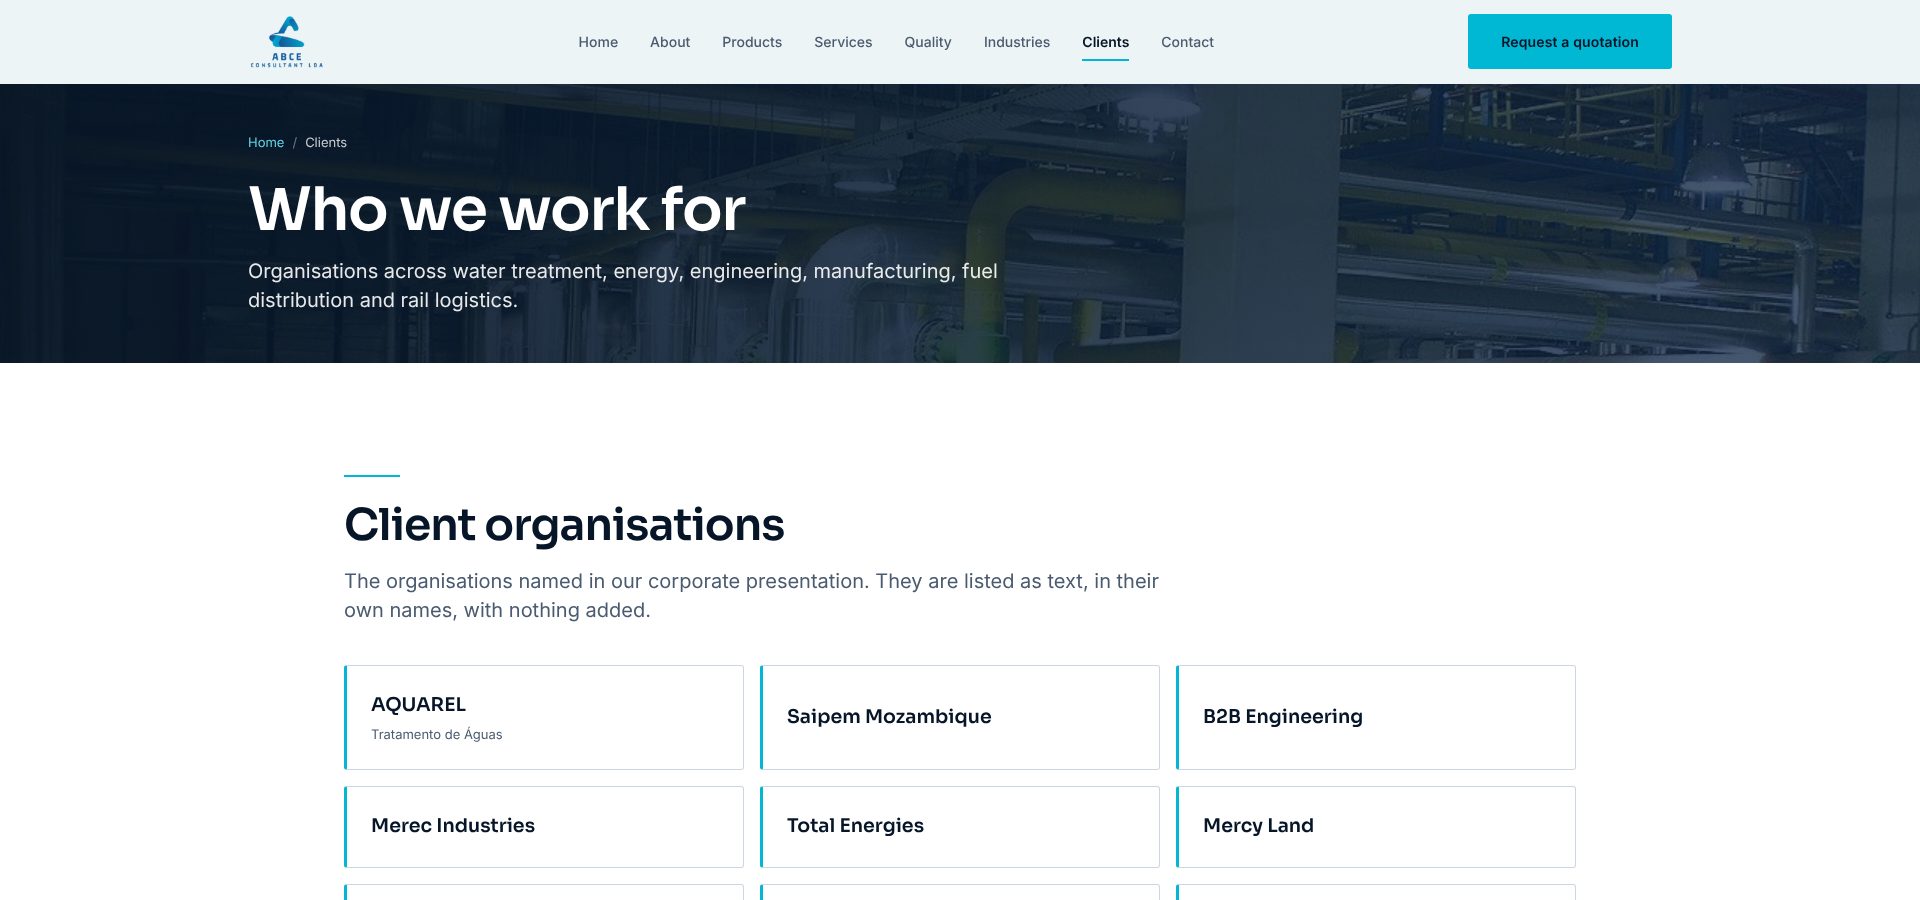 ABCE
CONSULTANT LDA
Home
About
Products
Services
Quality
Industries
Clients
Contact
Request a quotation
Home / Clients
Who we work for
Organisations across water treatment, energy, engineering, manufacturing, fuel
distribution and rail logistics.
Client organisations
The organisations named in our corporate presentation. They are listed as text, in their
own names, with nothing added.
AQUAREL
Tratamento de Águas
Saipem Mozambique
B2B Engineering
Merec Industries
Total Energies
Mercy Land